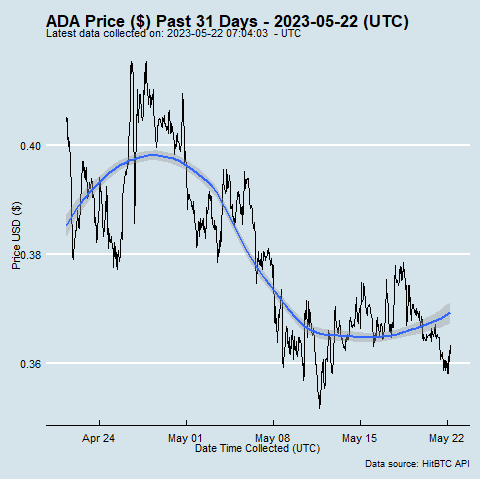 ADA Price ($) Past 31 Days - 2023-05-22 (UTC)
Latest data collected on: 2023-05-22 07:04:03 - UTC
0.40
0.38
0.36
Price USD ($)
Apr 24 May 01 May 08 May 15 May 22
Date Time Collected (UTC)
Data source: HitBTC API